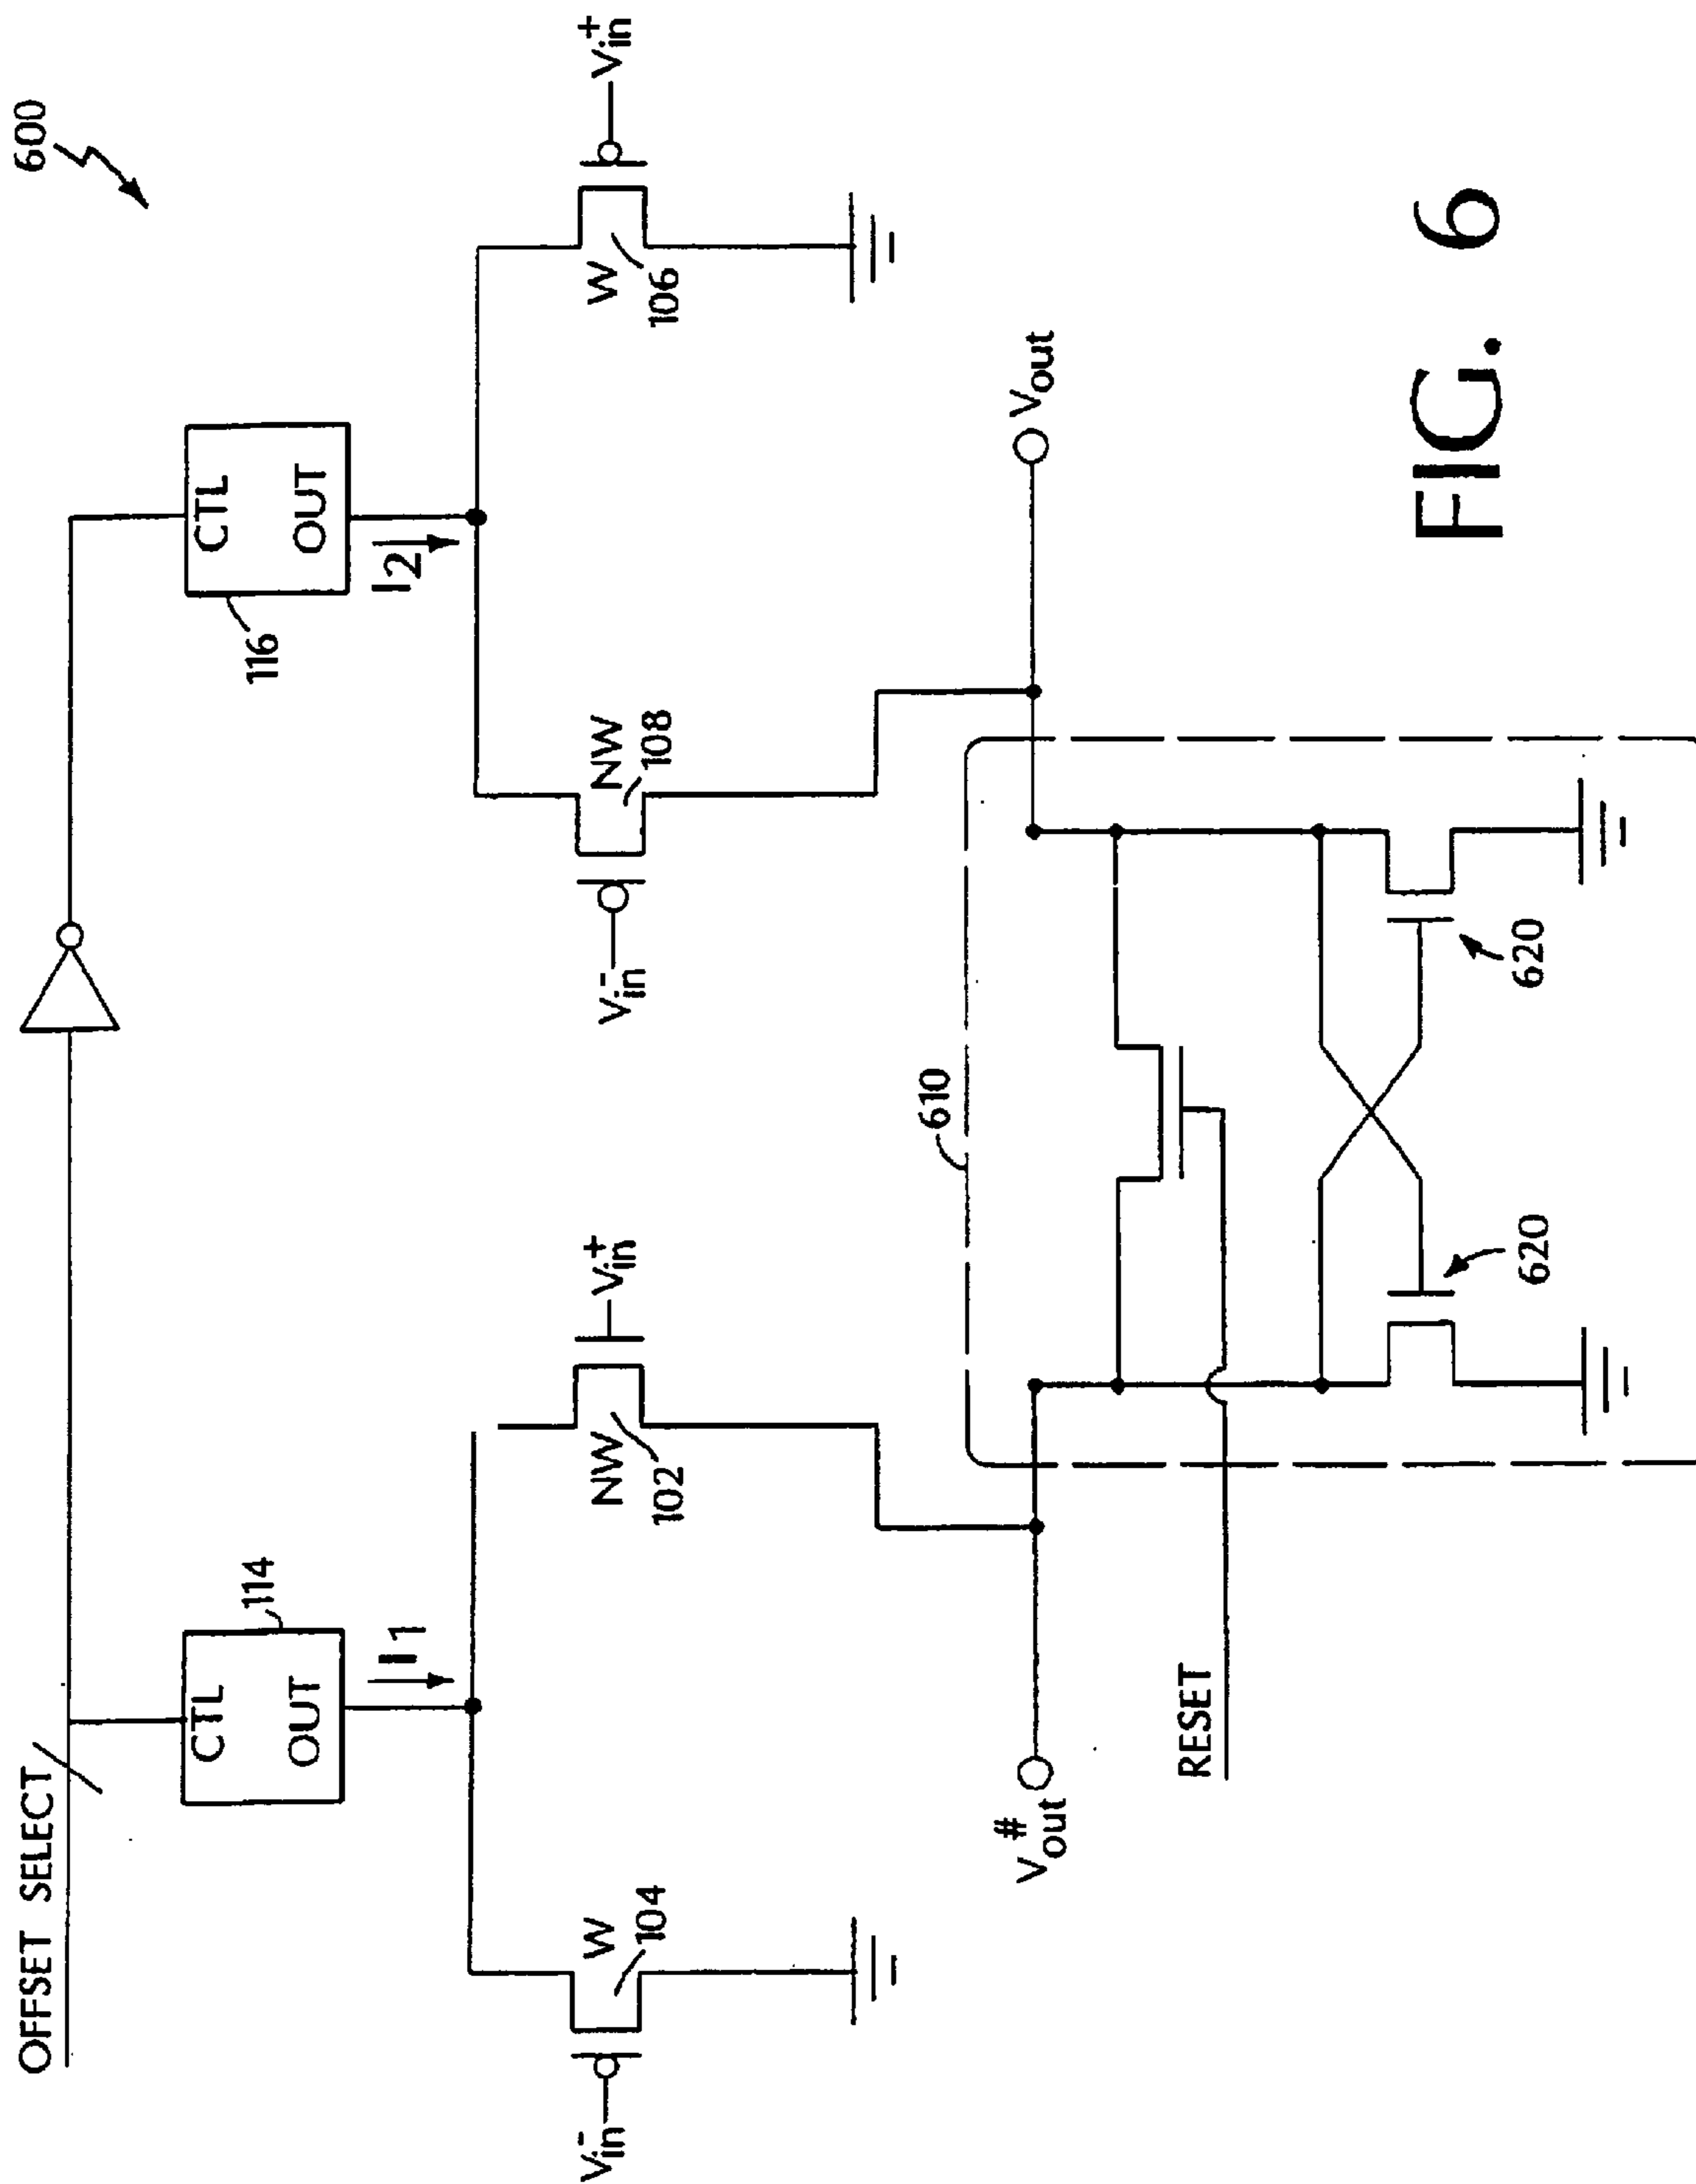 600
OFFSET SELECT
CTL
OUT
114
I1
CTL
OUT
116
I2
Vin-
W
104
NW
102
Vin+
Vin-
NW
108
W
106
Vin+
Vout#
Vout
610
RESET
620
620
FIG. 6